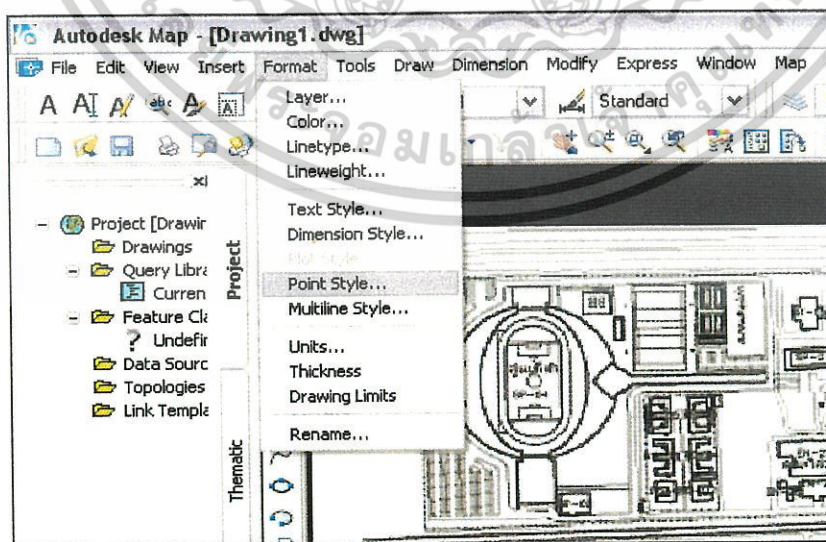 Autodesk Map - [Drawing1.dwg]
File Edit View Insert Format Tools Draw Dimension Modify Express Window Map
Standard
Layer...
Color...
Linetype...
Lineweight...
Text Style...
Dimension Style...
Plot Style...
Point Style...
Multiline Style...
Units...
Thickness
Drawing Limits
Rename...
Project [Drawir
Drawings
Query Libra
Curren
Feature Cla
Undefir
Data Sourc
Topologies
Link Templa
Project
Thematic